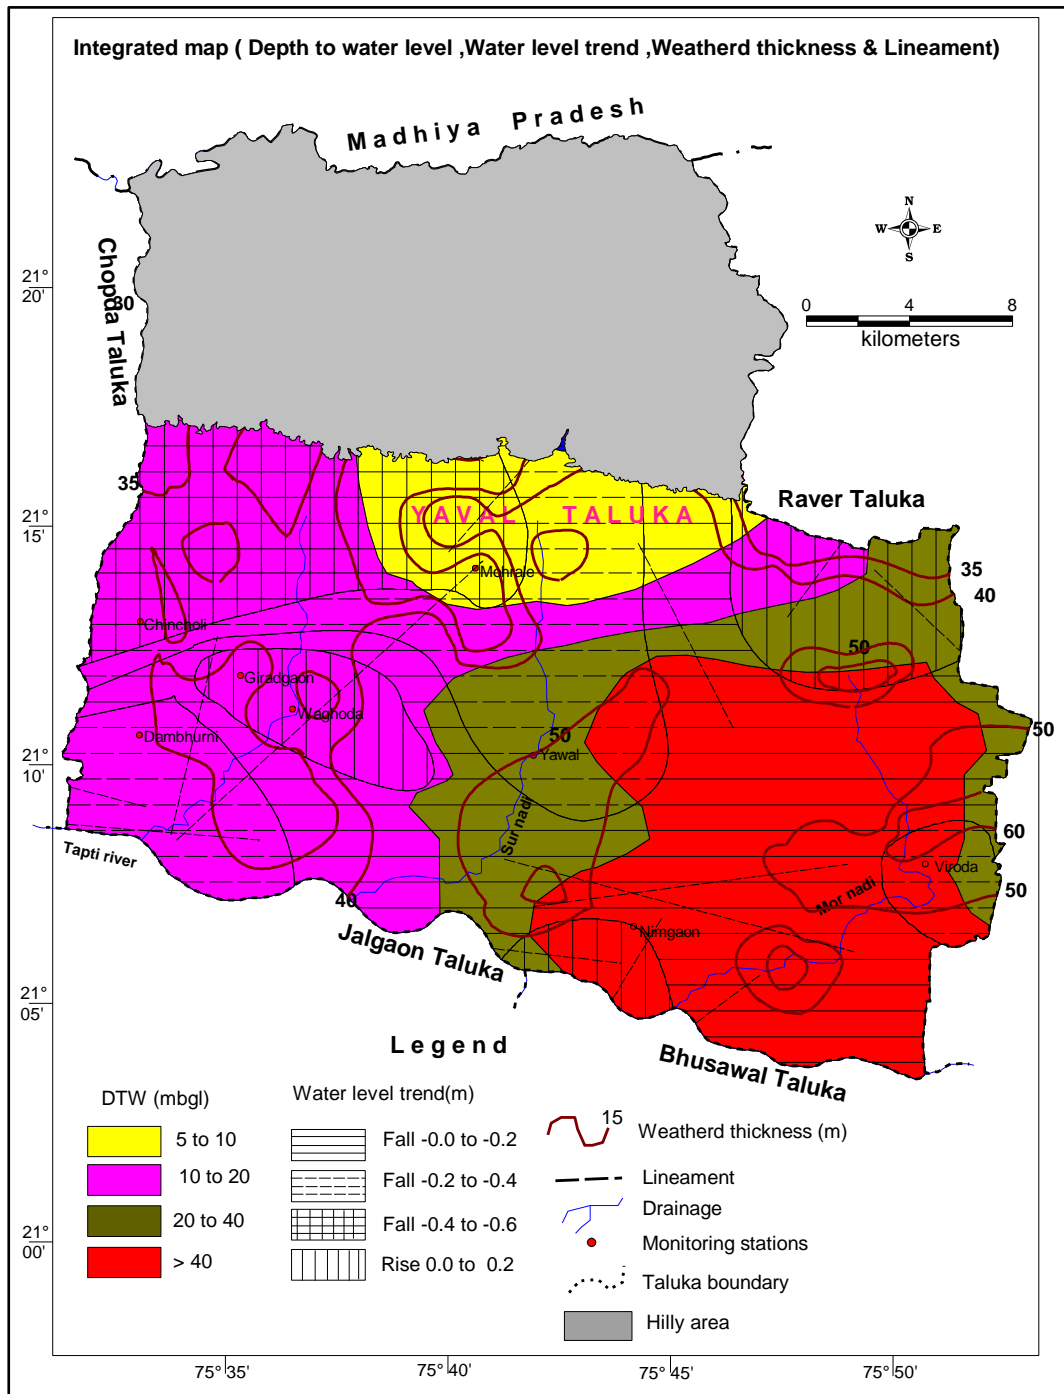 Integrated map ( Depth to water level ,Water level trend ,Weatherd thickness & Lineament)
Madhiya Pradesh
N
W E
S
Chopda Taluka
21°
20'
30
0 4 8
kilometers
35
Raver Taluka
21°
15'
YAVAL TALUKA
Mohrale
35
40
Chincholi
50
Giradgaon
Waghoda
Dambhurni
50
50
Yawal
21°
10'
Sur nadi
60
Tapti river
Viroda
Mor nadi
50
40
Nimgaon
Jalgaon Taluka
21°
05'
Bhusawal Taluka
Legend
DTW (mbgl)
5 to 10
10 to 20
20 to 40
> 40
Water level trend(m)
Fall -0.0 to -0.2
Fall -0.2 to -0.4
Fall -0.4 to -0.6
Rise 0.0 to 0.2
15
Weatherd thickness (m)
Lineament
Drainage
Monitoring stations
Taluka boundary
Hilly area
21°
00'
75° 35' 75° 40' 75° 45' 75° 50'